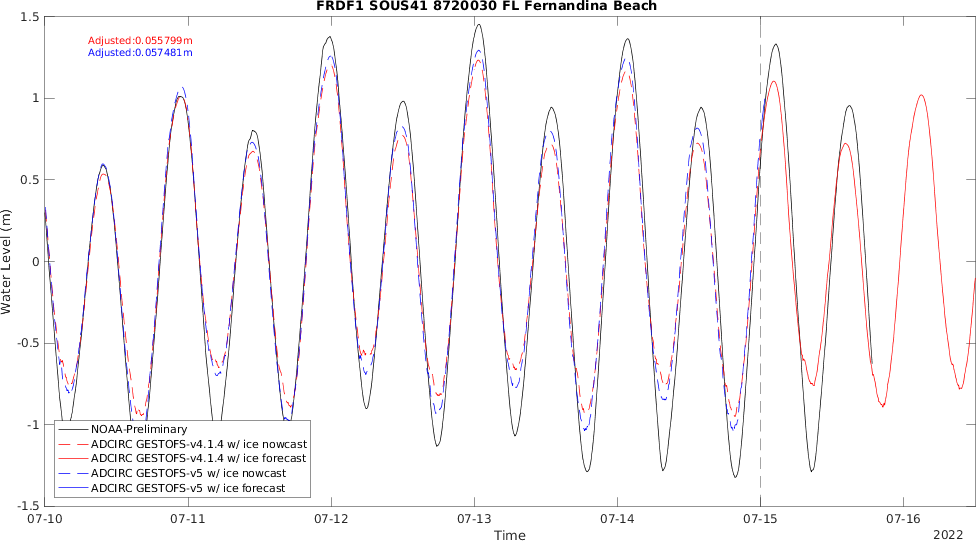 FRDF1 SOUS41 8720030 FL Fernandina Beach
Adjusted:0.055799m
Adjusted:0.057481m
1.5
1
0.5
0
-0.5
-1
-1.5
Water Level (m)
NOAA-Preliminary
ADCIRC GESTOFS-v4.1.4 w/ ice nowcast
ADCIRC GESTOFS-v4.1.4 w/ ice forecast
ADCIRC GESTOFS-v5 w/ ice nowcast
ADCIRC GESTOFS-v5 w/ ice forecast
07-10 07-11 07-12 07-13 07-14 07-15 07-16
Time
2022